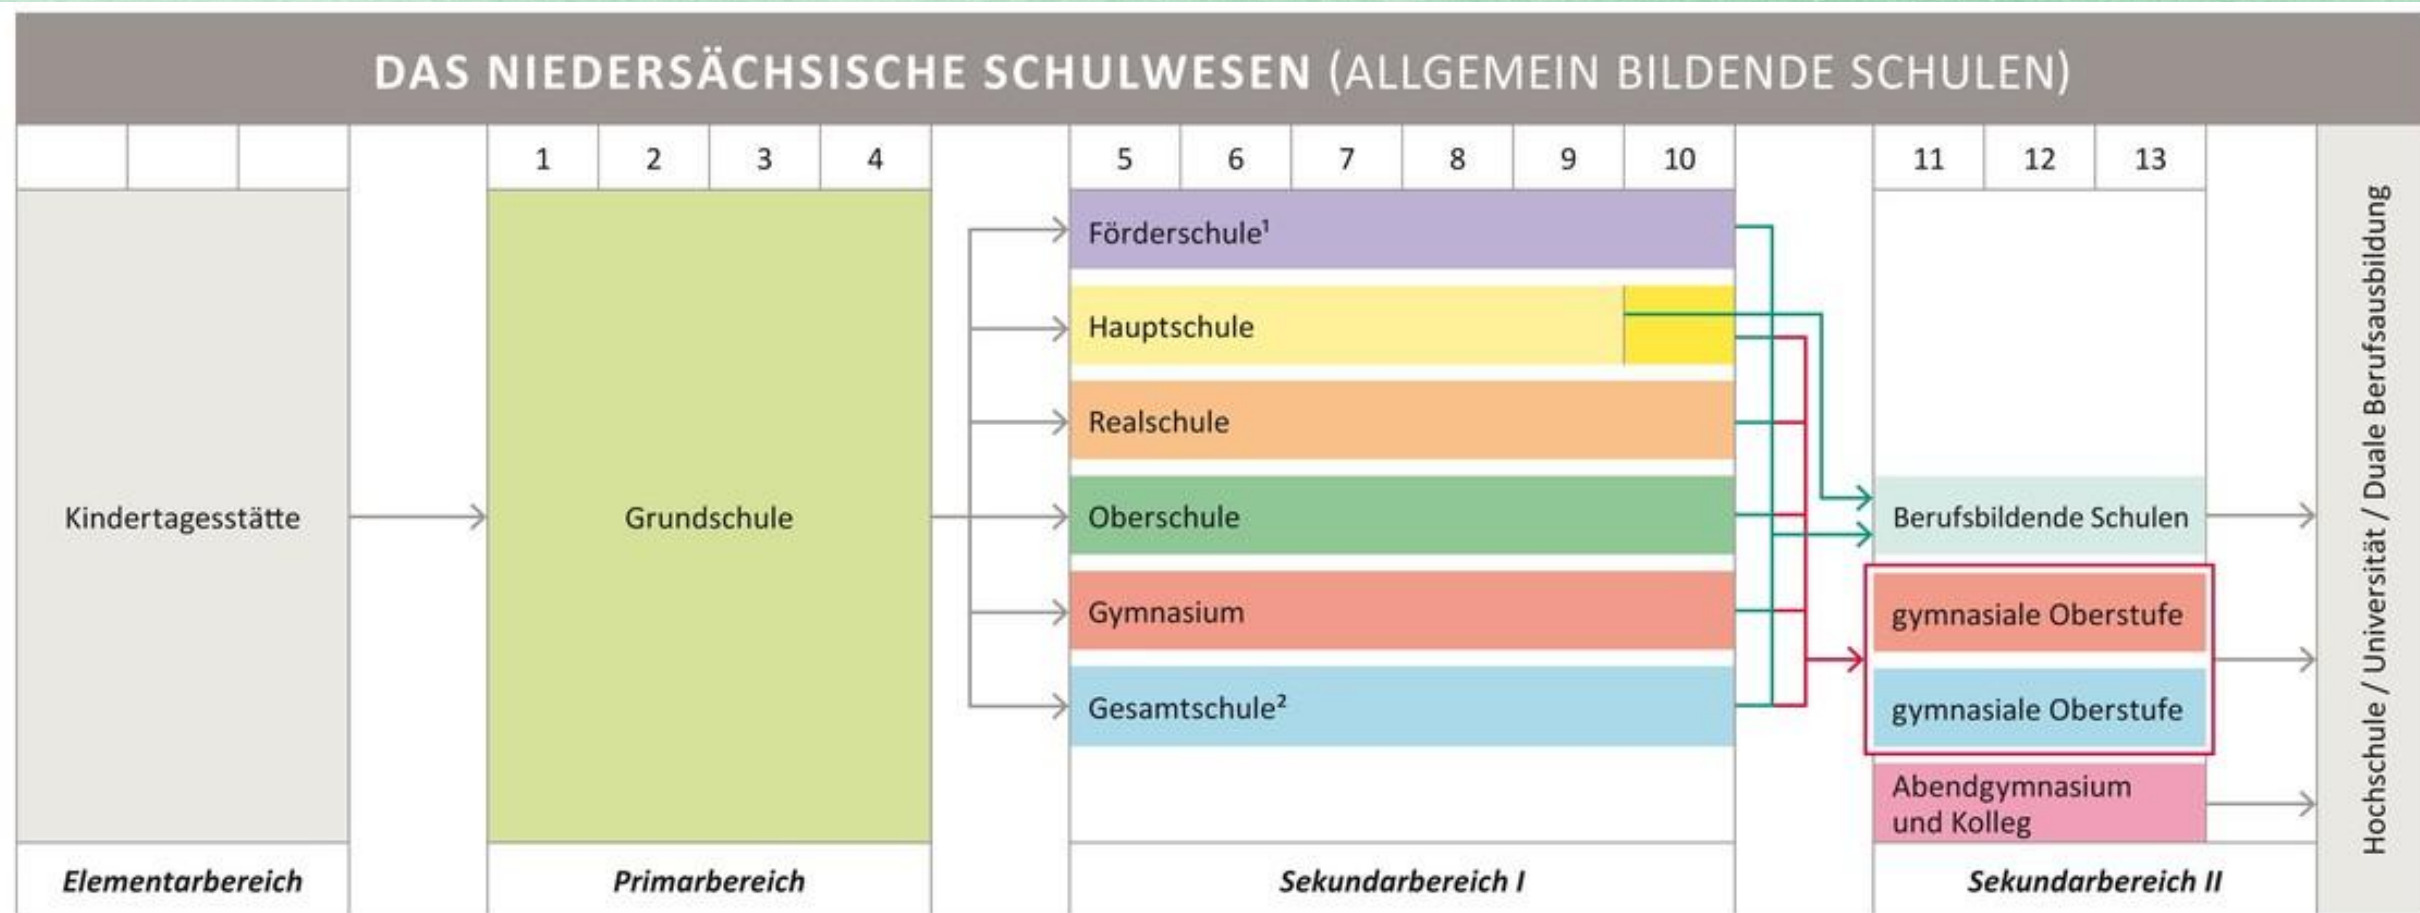 DAS NIEDERSÄCHSISCHE SCHULWESEN (ALLGEMEIN BILDENDE SCHULEN)
1 2 3 4 5 6 7 8 9 10 11 12 13
Kindertagesstätte
Grundschule
Förderschule¹
Hauptschule
Realschule
Oberschule
Gymnasium
Gesamtschule²
Berufsbildende Schulen
gymnasiale Oberstufe
gymnasiale Oberstufe
Abendgymnasium
und Kolleg
Hochschule / Universität / Duale Berufsausbildung
Elementarbereich
Primarbereich
Sekundarbereich I
Sekundarbereich II